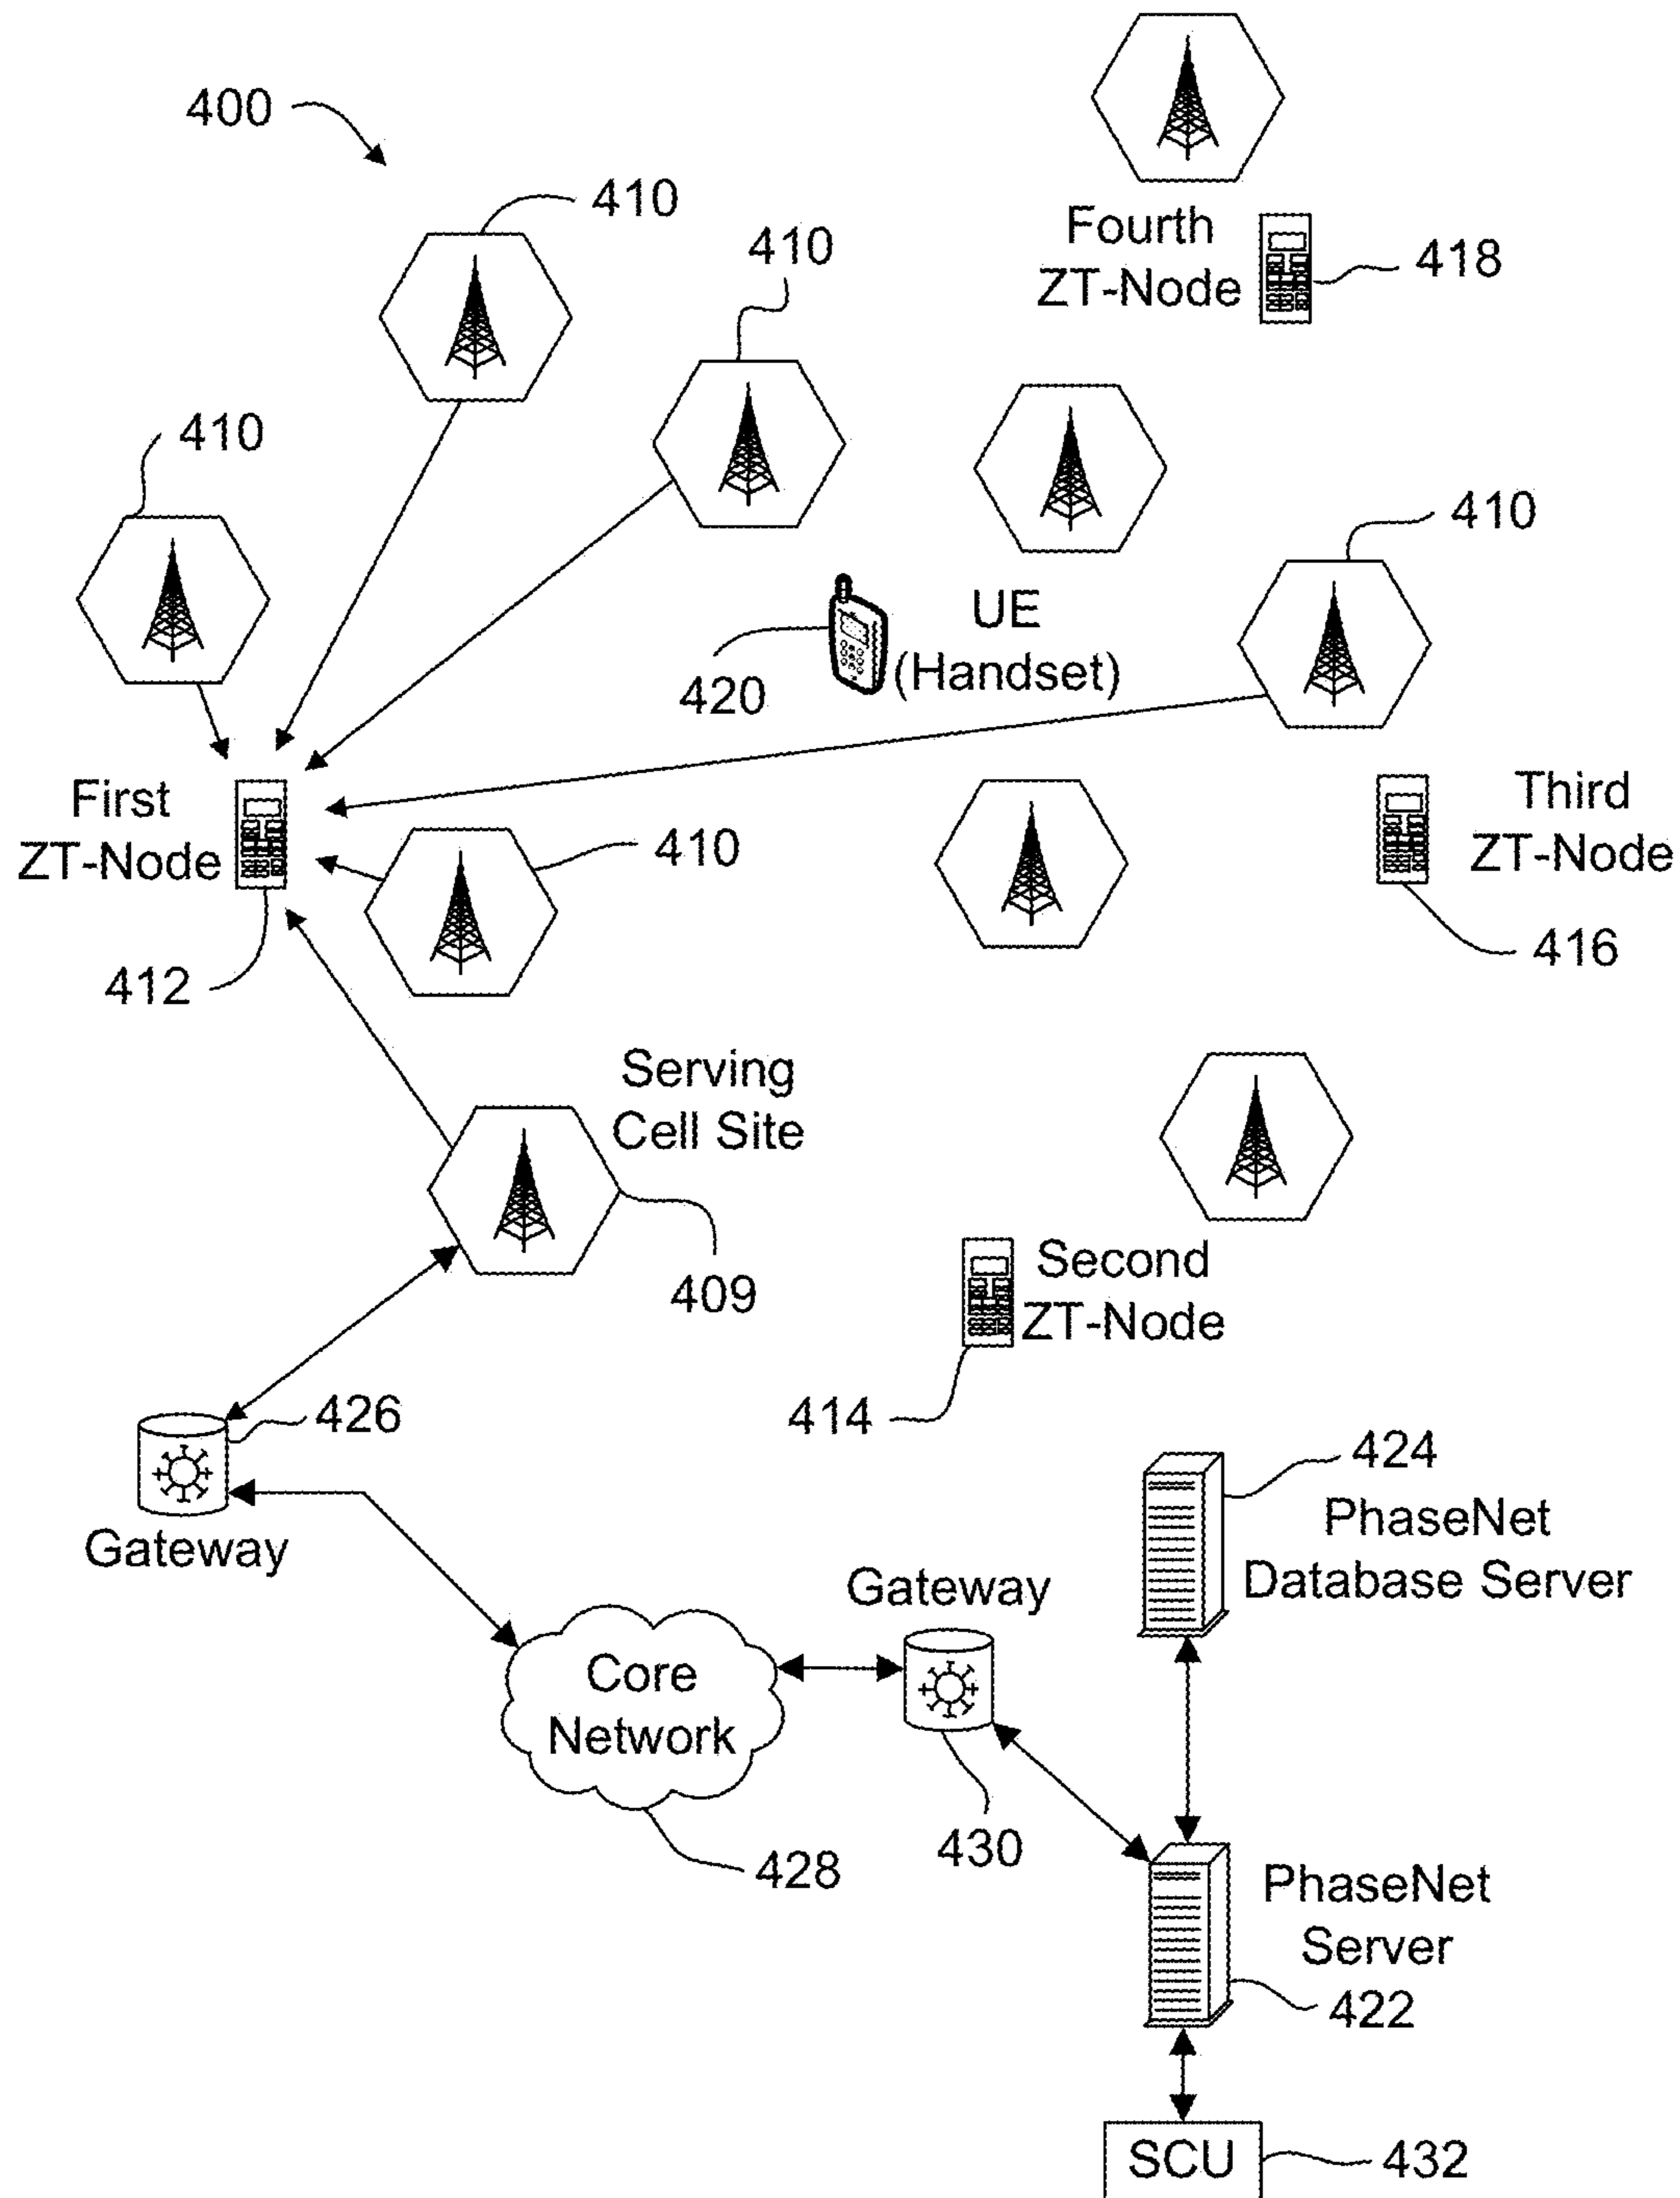 400
410
410
Fourth
ZT-Node
418
410
410
UE
(Handset)
420
First
ZT-Node
410
Third
ZT-Node
412
416
Serving
Cell Site
409
Second
ZT-Node
414
426
Gateway
424
PhaseNet
Database Server
Gateway
Core
Network
430
428
PhaseNet
Server
422
SCU
432